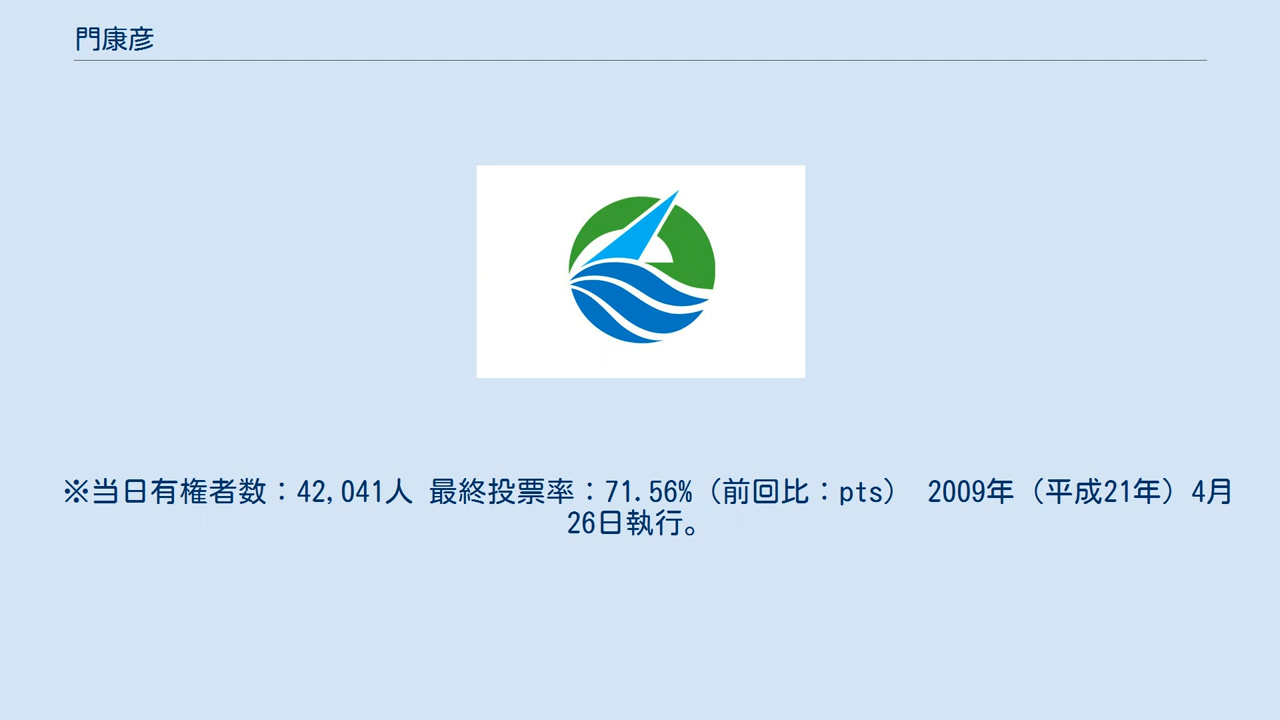 門康彦
※当日有権者数：42,041人 最終投票率：71.56%（前回比：pts） 2009年（平成21年）4月
26日執行。